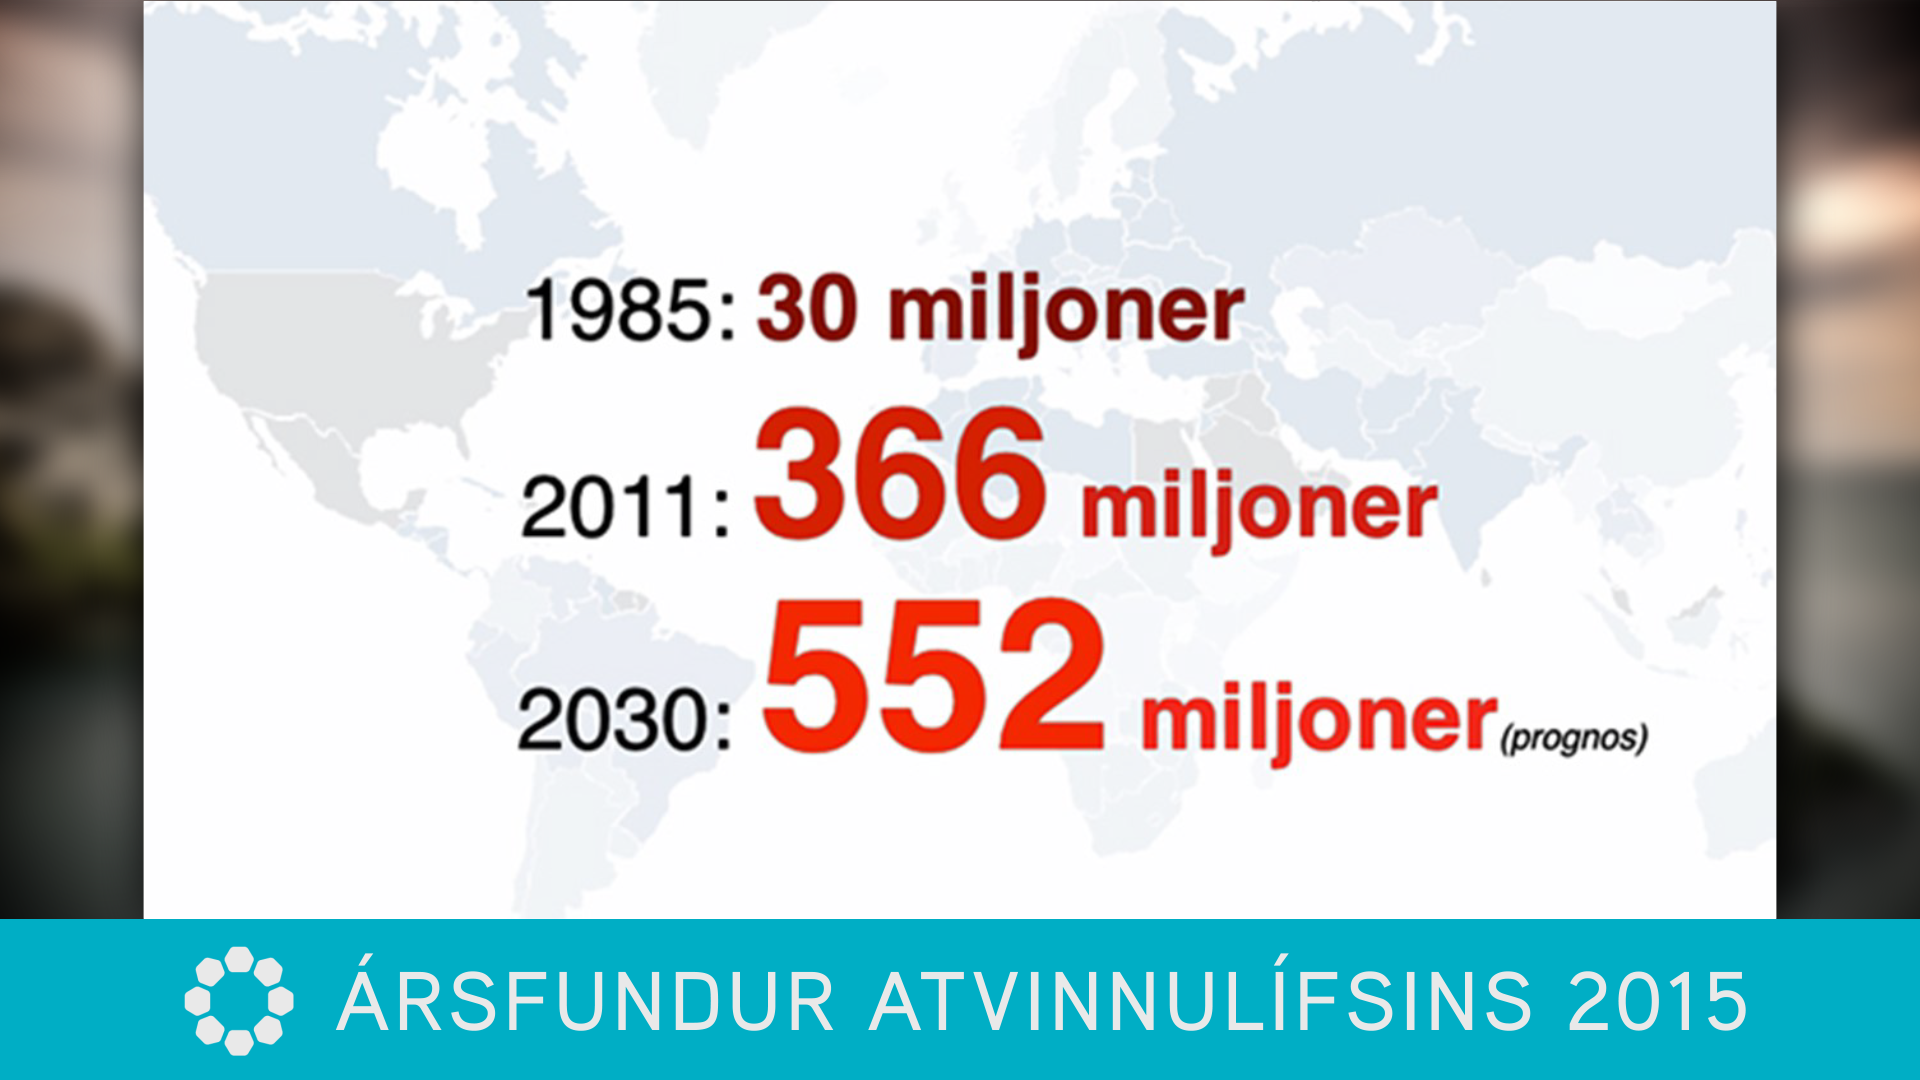 1985: 30 miljoner
2011: 366 miljoner
2030: 552 miljoner (prognos)
ÁRSFUNDUR ATVINNULÍFSINS 2015